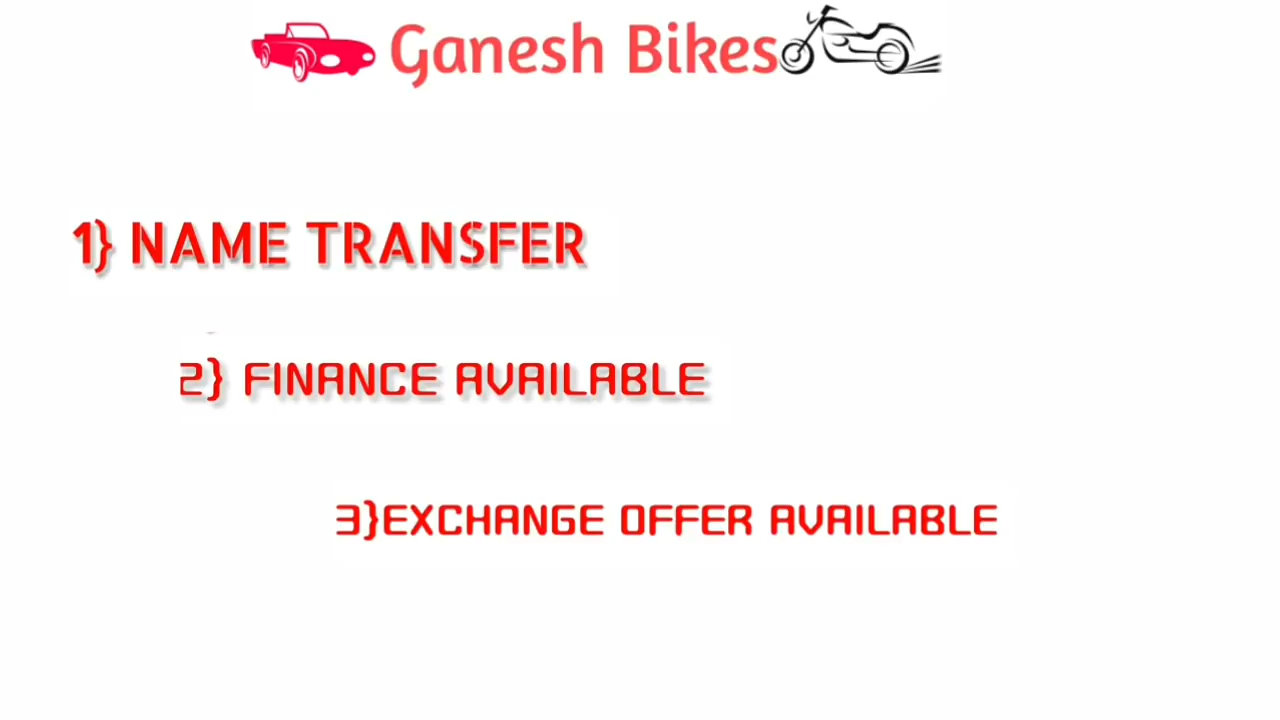 Ganesh Bikes
1} NAME TRANSFER
2} FINANCE AVAILABLE
3}EXCHANGE OFFER AVAILABLE